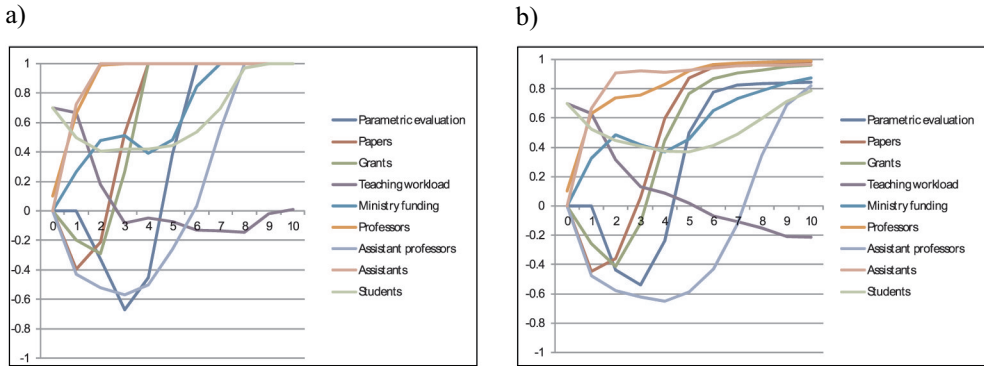 a)
1
0.8
0.6
0.4
0.2
0
-0.2
-0.4
-0.6
-0.8
-1
0 1 2 3 4 5 6 7 8 9 10
Parametric evaluation
Papers
Grants
Teaching workload
Ministry funding
Professors
Assistant professors
Assistants
Students
b)
1
0.8
0.6
0.4
0.2
0
-0.2
-0.4
-0.6
-0.8
-1
0 1 2 3 4 5 6 7 8 9 10
Parametric evaluation
Papers
Grants
Teaching workload
Ministry funding
Professors
Assistant professors
Assistants
Students